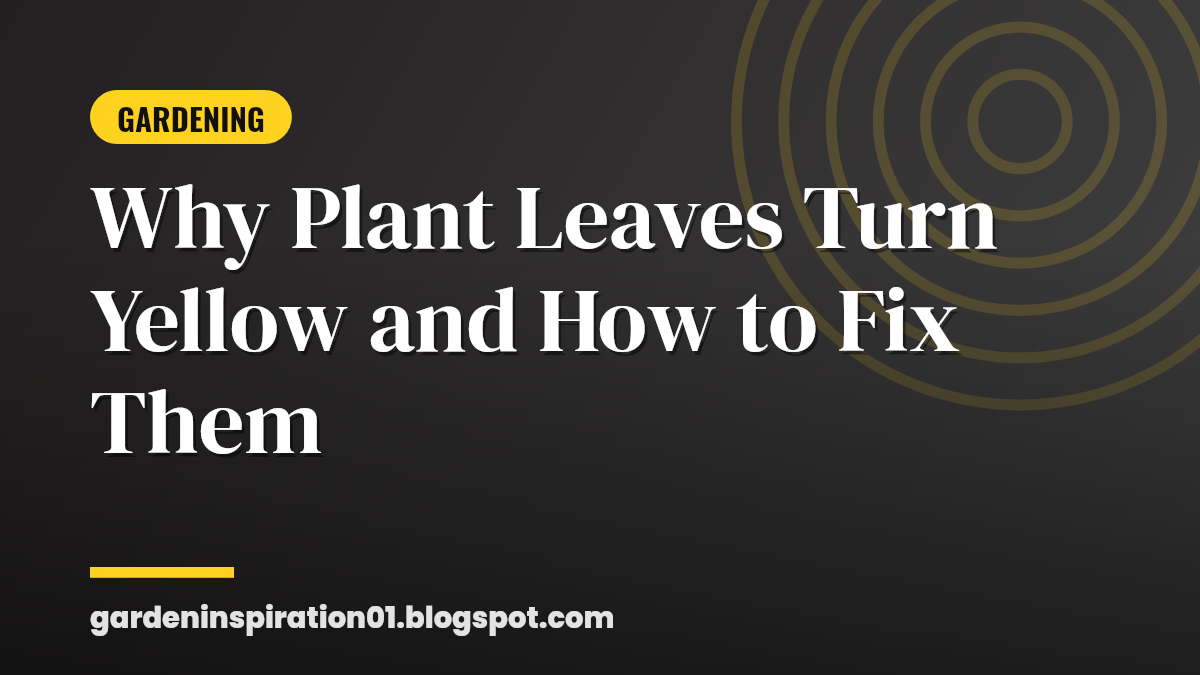 GARDENING
Why Plant Leaves Turn
Yellow and How to Fix
Them
gardeninspiration01.blogspot.com